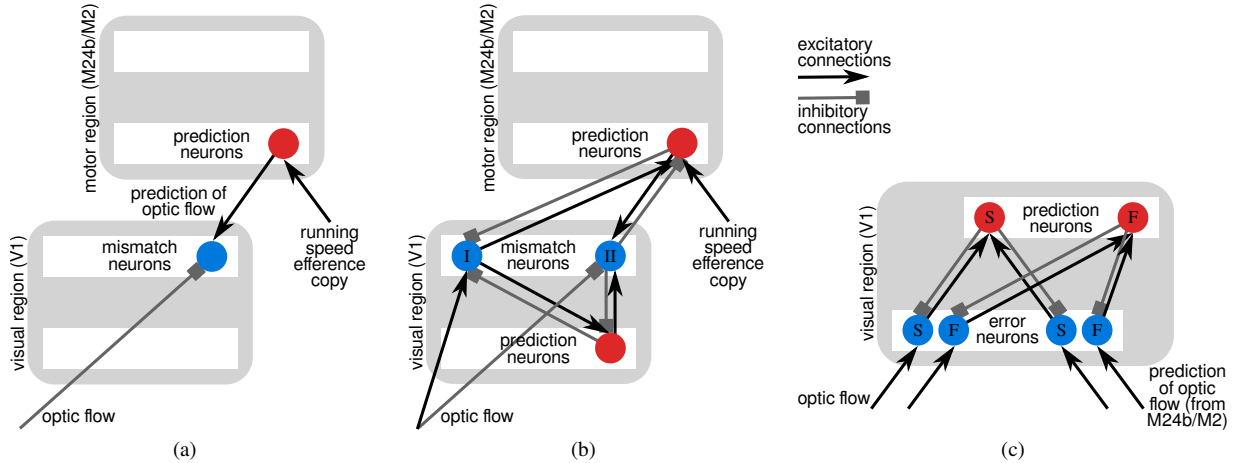 motor region (M24b/M2)
prediction
neurons
prediction of
optic flow
running
speed
efference
copy
visual region (V1)
mismatch
neurons
optic flow
(a)
motor region (M24b/M2)
prediction
neurons
running
speed
efference
copy
visual region (V1)
I
mismatch
neurons
II
prediction
neurons
optic flow
(b)
excitatory
connections
inhibitory
connections
visual region (V1)
S
prediction
neurons
F
S
F
error
neurons
S
F
optic flow
prediction
of optic
flow (from
M24b/M2)
(c)